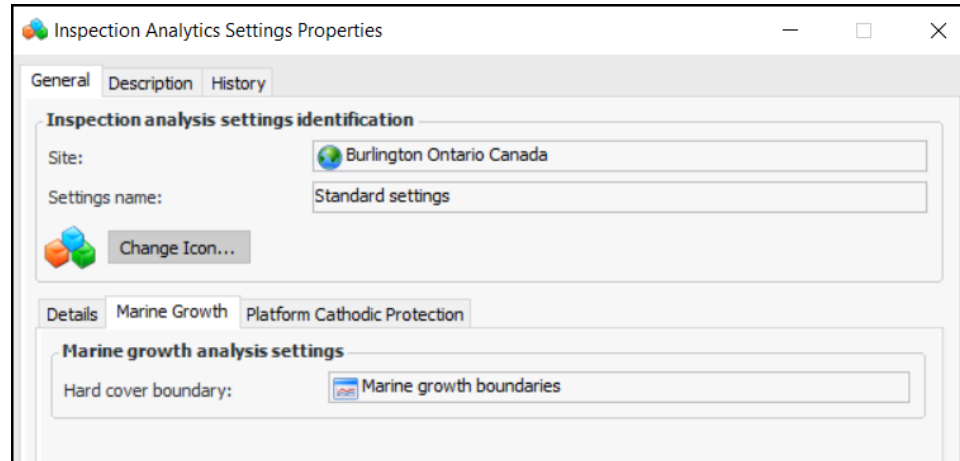 Inspection Analytics Settings Properties
General Description History
Inspection analysis settings identification
Site: Burlington Ontario Canada
Settings name: Standard settings
Change Icon...
Details Marine Growth Platform Cathodic Protection
Marine growth analysis settings
Hard cover boundary: Marine growth boundaries